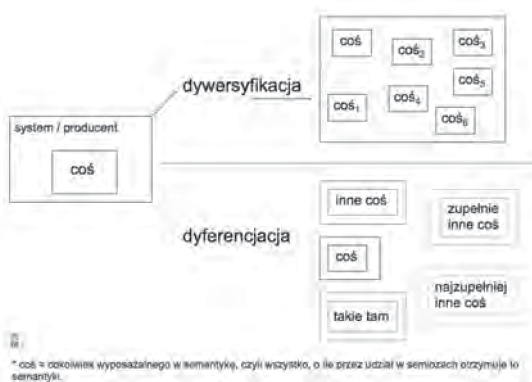 coś
coś₂
coś₃
dywersyfikacja
coś₅
coś₄
coś₁
coś₆
system / producent
coś
inne coś
zupełnie
inne coś
dyferencjacja
coś
najzupełniej
inne coś
takie tam
* coś = cokolwiek wyposażalnego w semantykę, czyli wszystko, o ile przez udział w semiozach otrzymuje to
semantyki.